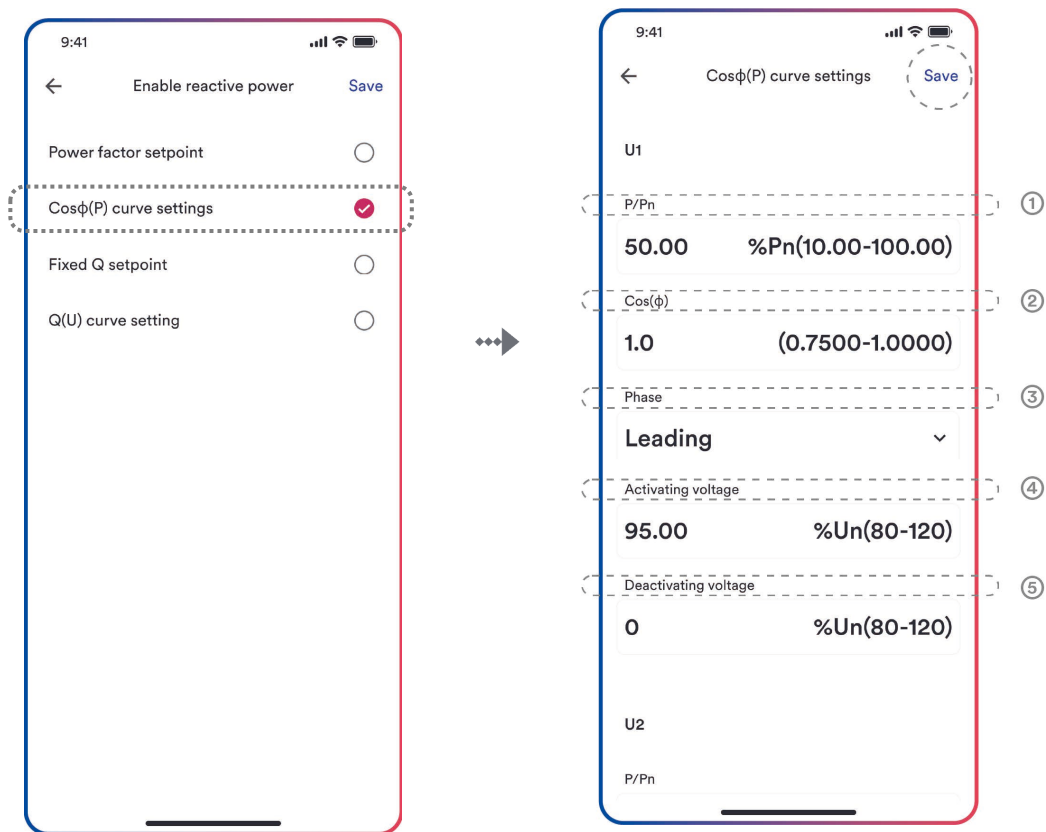 9:41
Enable reactive power Save
Power factor setpoint
Cosϕ(P) curve settings
Fixed Q setpoint
Q(U) curve setting
9:41
Cosϕ(P) curve settings Save
U1
P/Pn ①
50.00 %Pn(10.00-100.00)
Cos(ϕ) ②
1.0 (0.7500-1.0000)
Phase ③
Leading
Activating voltage ④
95.00 %Un(80-120)
Deactivating voltage ⑤
0 %Un(80-120)
U2
P/Pn